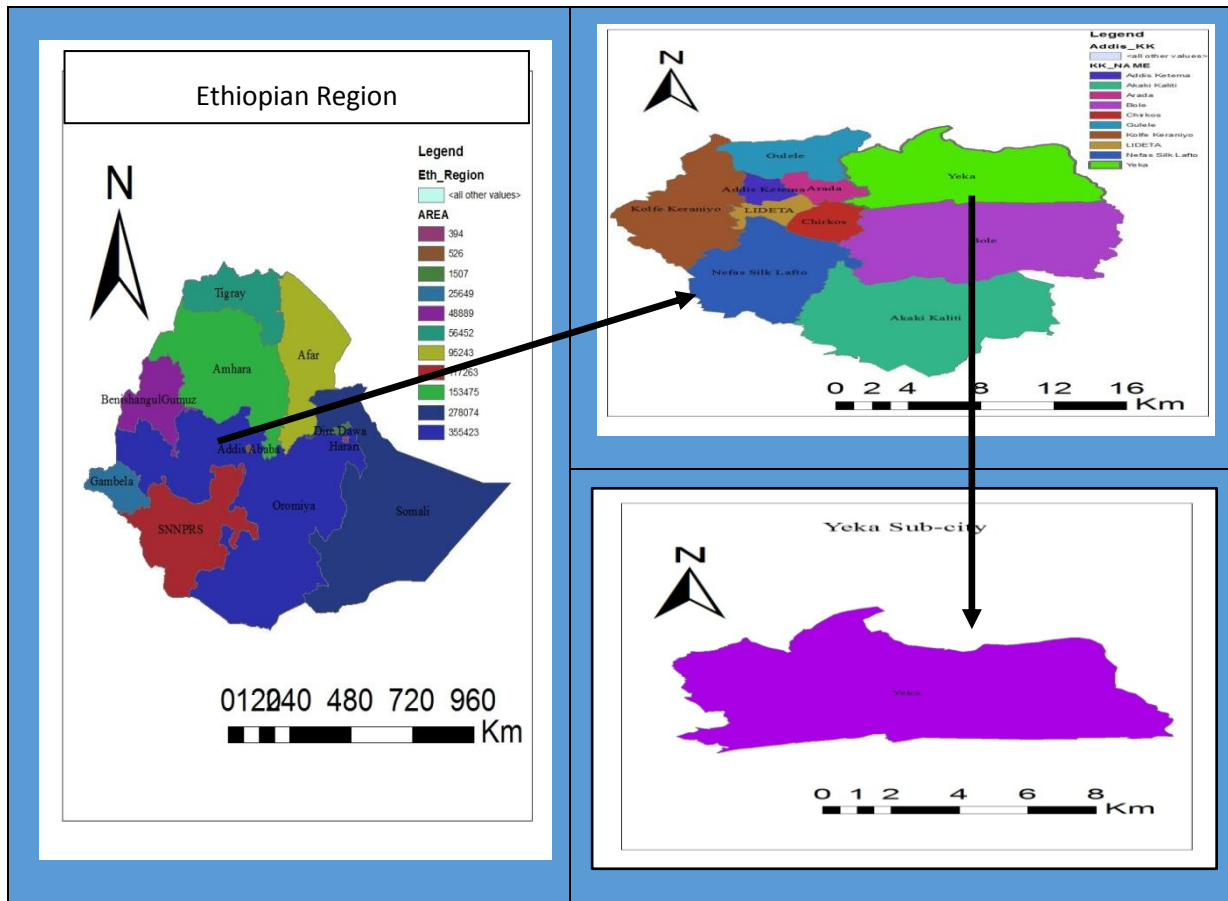 Ethiopian Region
N
Legend
Eth_Region
<all other values>
AREA
394
526
1507
25649
48889
56452
95243
117263
153475
278074
355423
Tigray
Afar
Amhara
BenishangulGumuz
Dire Dawa
Harari
Addis Ababa
Gambela
Oromiya
Somali
SNNPRS
0120240 480 720 960
Km
N
Legend
Addis_KK
<all other values>
KK_NAME
Addis Ketema
Akaki Kaliti
Arada
Bole
Chirkos
Gulele
Kolfe Keraniyo
LIDETA
Nefas Silk Lafto
Yeka
Gulele
Yeka
Addis Ketema
Arada
Kolfe Keraniyo
LIDETA
Chirkos
Bole
Nefas Silk Lafto
Akaki Kaliti
0 2 4 8 12 16
Km
Yeka Sub-city
N
Yeka
0 1 2 4 6 8
Km